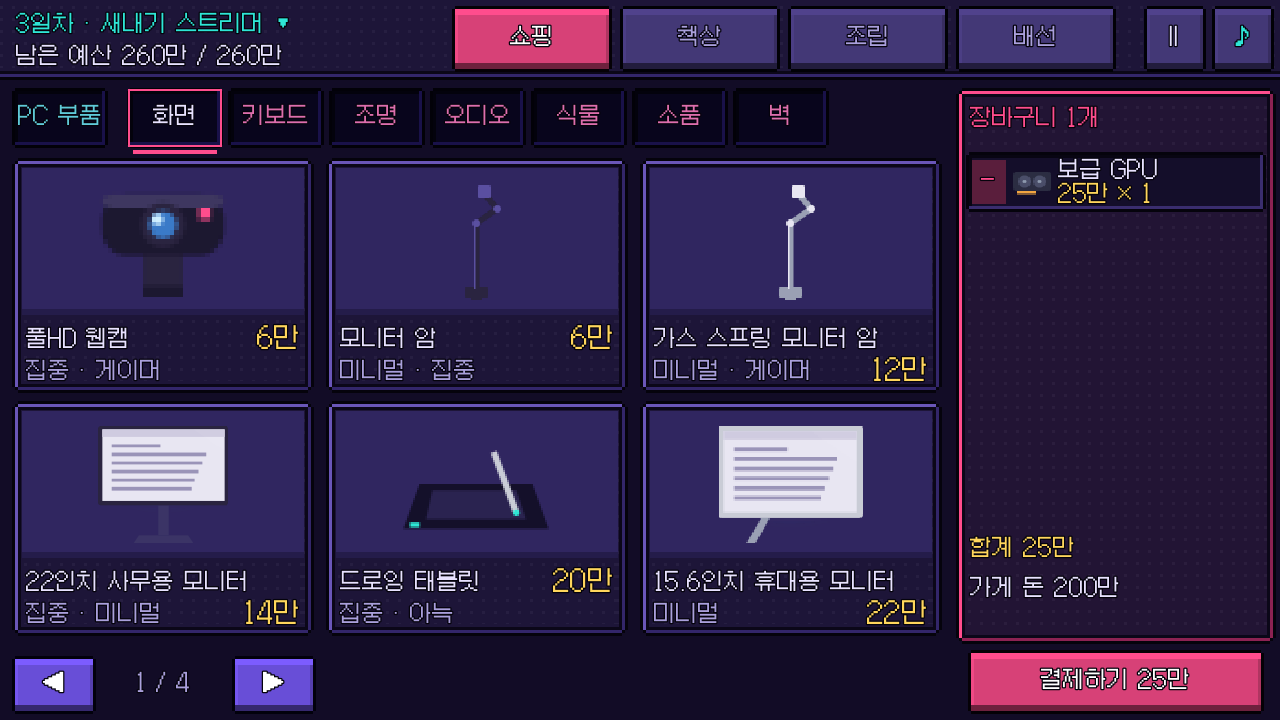 3일차 · 새내기 스트리머 ▼
남은 예산 260만 / 260만
쇼핑
책상
조립
배선
PC 부품
화면
키보드
조명
오디오
식물
소품
벽
풀HD 웹캠
6만
집중 · 게이머
모니터 암
6만
미니멀 · 집중
가스 스프링 모니터 암
미니멀 · 게이머
12만
22인치 사무용 모니터
집중 · 미니멀
14만
드로잉 태블릿
20만
집중 · 아늑
15.6인치 휴대용 모니터
미니멀
22만
장바구니 1개
보급 GPU
25만 × 1
합계 25만
가게 돈 200만
1 / 4
결제하기 25만